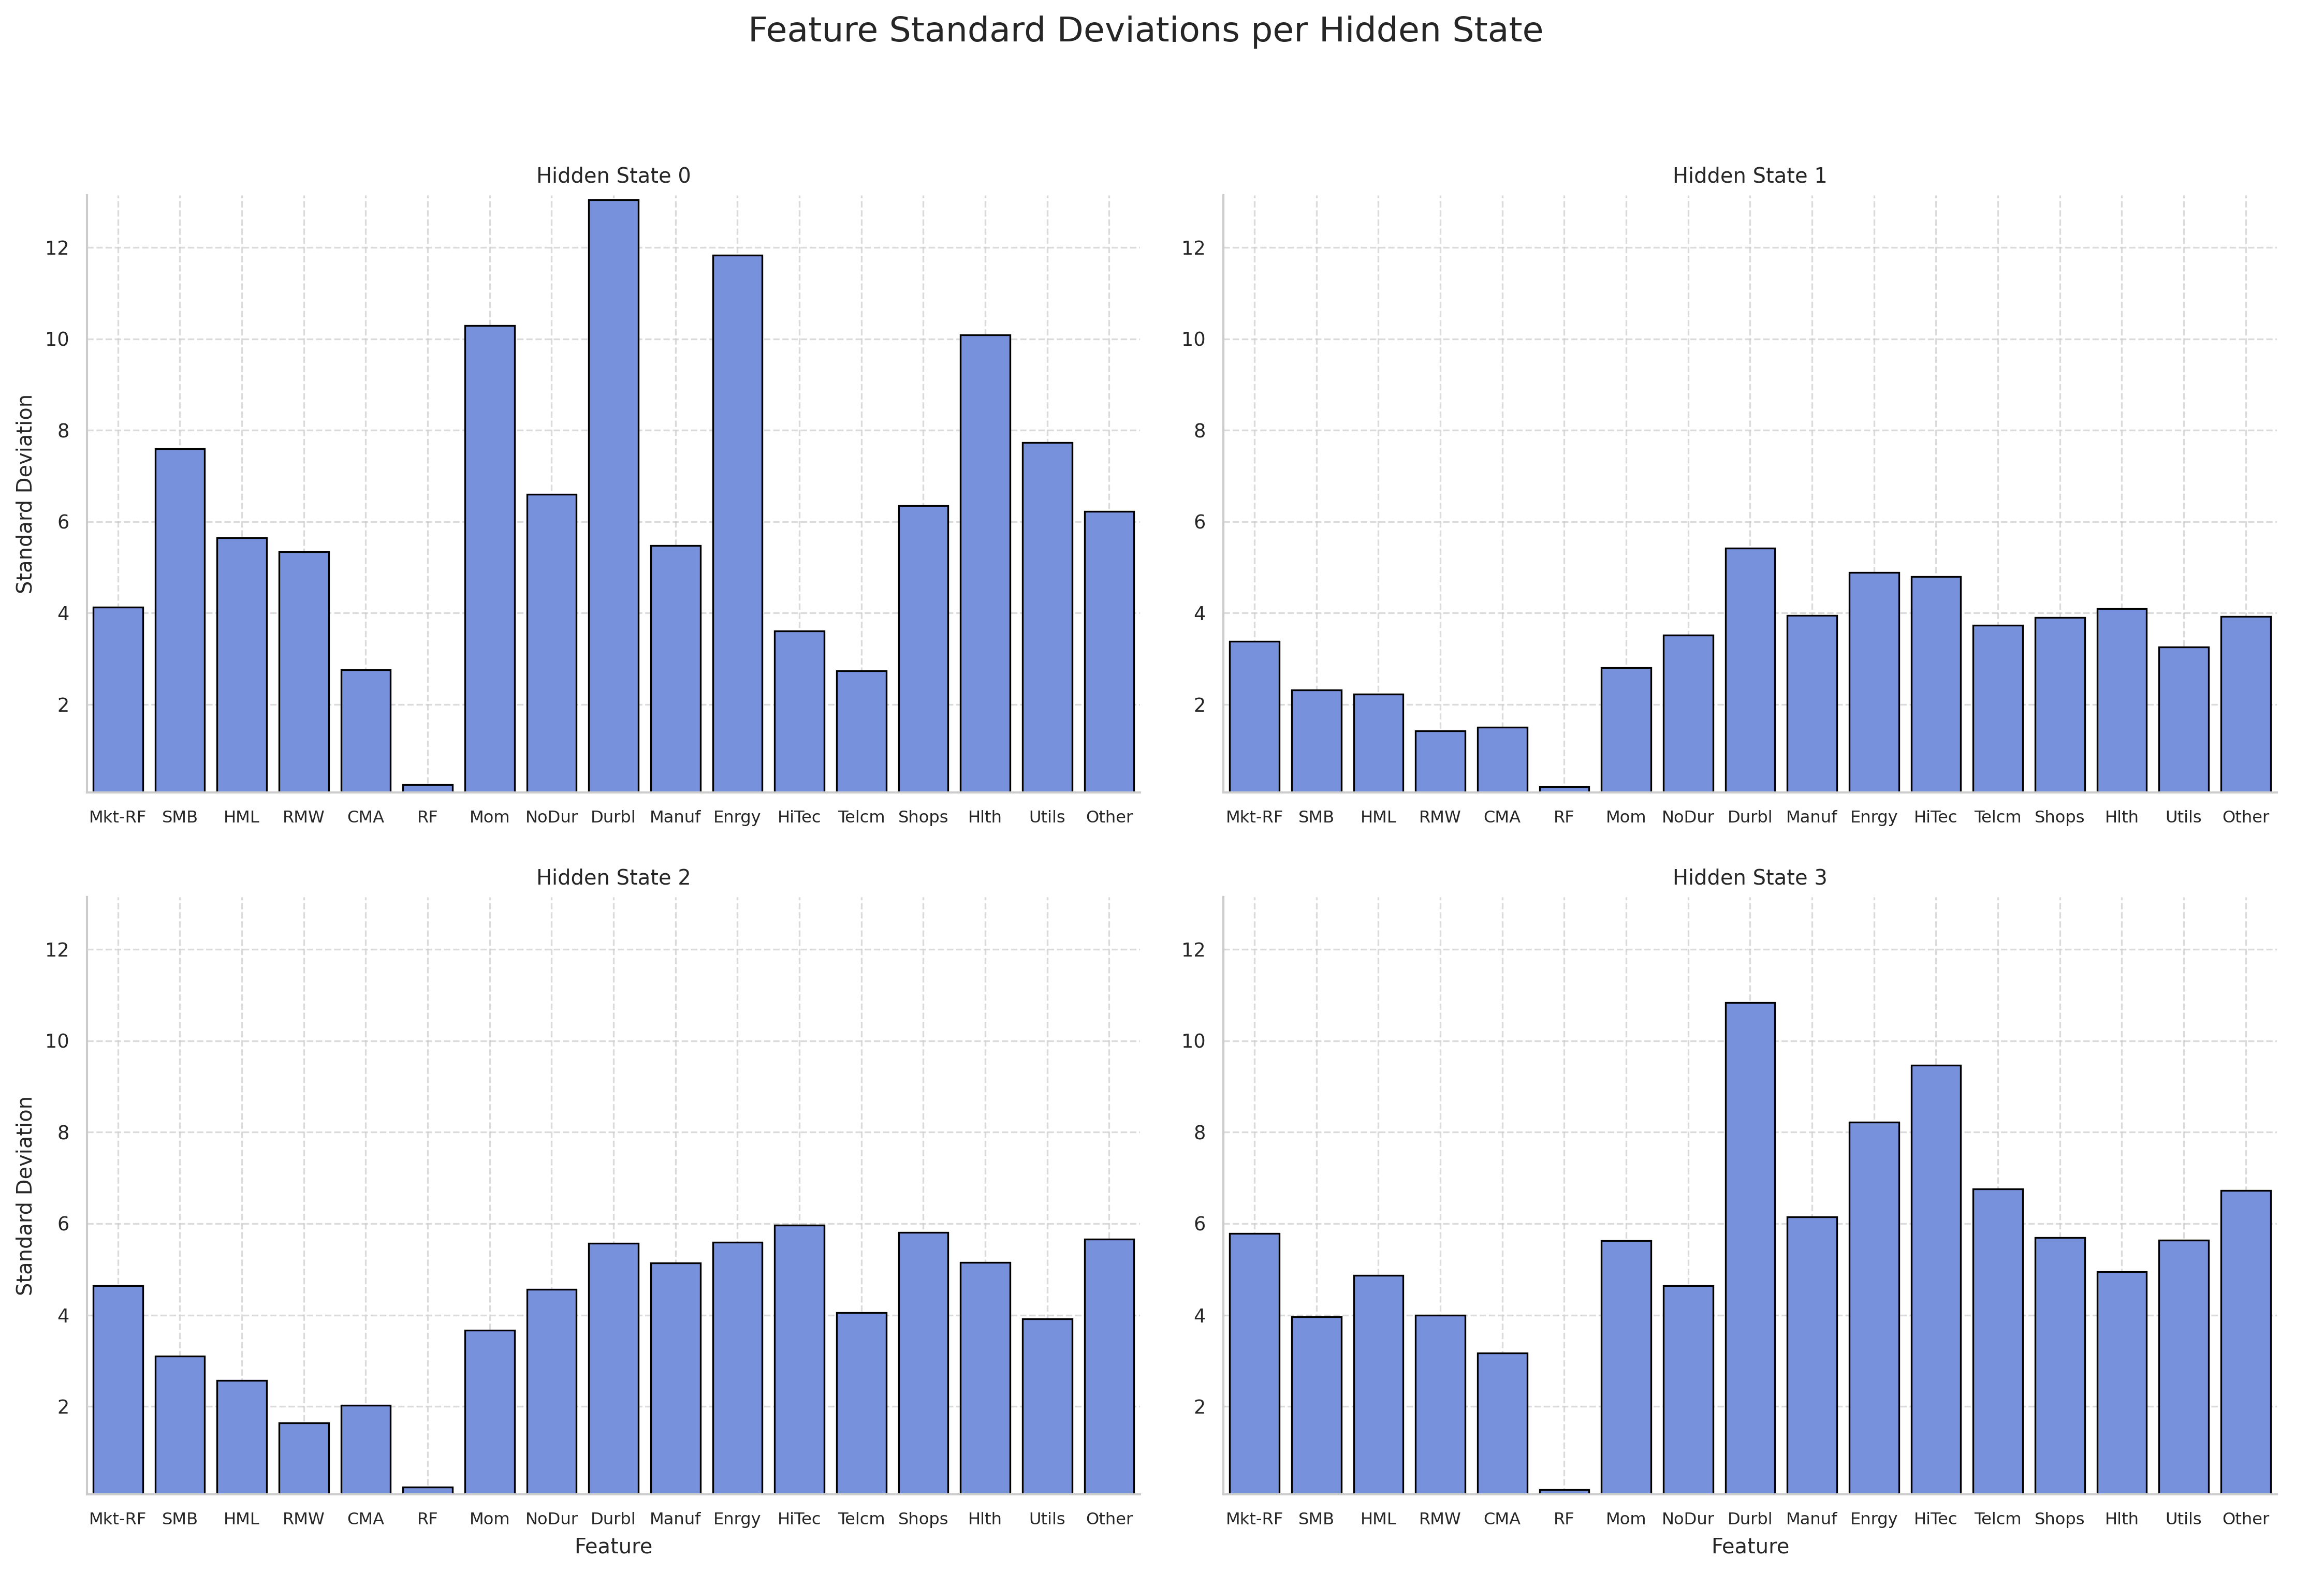 Feature Standard Deviations per Hidden State
Hidden State 0
12
10
8
6
4
2
Standard Deviation
Mkt-RF SMB HML RMW CMA RF Mom NoDur Durbl Manuf Enrgy HiTec Telcm Shops Hlth Utils Other
Hidden State 1
12
10
8
6
4
2
Mkt-RF SMB HML RMW CMA RF Mom NoDur Durbl Manuf Enrgy HiTec Telcm Shops Hlth Utils Other
Hidden State 2
12
10
8
6
4
2
Standard Deviation
Mkt-RF SMB HML RMW CMA RF Mom NoDur Durbl Manuf Enrgy HiTec Telcm Shops Hlth Utils Other
Feature
Hidden State 3
12
10
8
6
4
2
Mkt-RF SMB HML RMW CMA RF Mom NoDur Durbl Manuf Enrgy HiTec Telcm Shops Hlth Utils Other
Feature